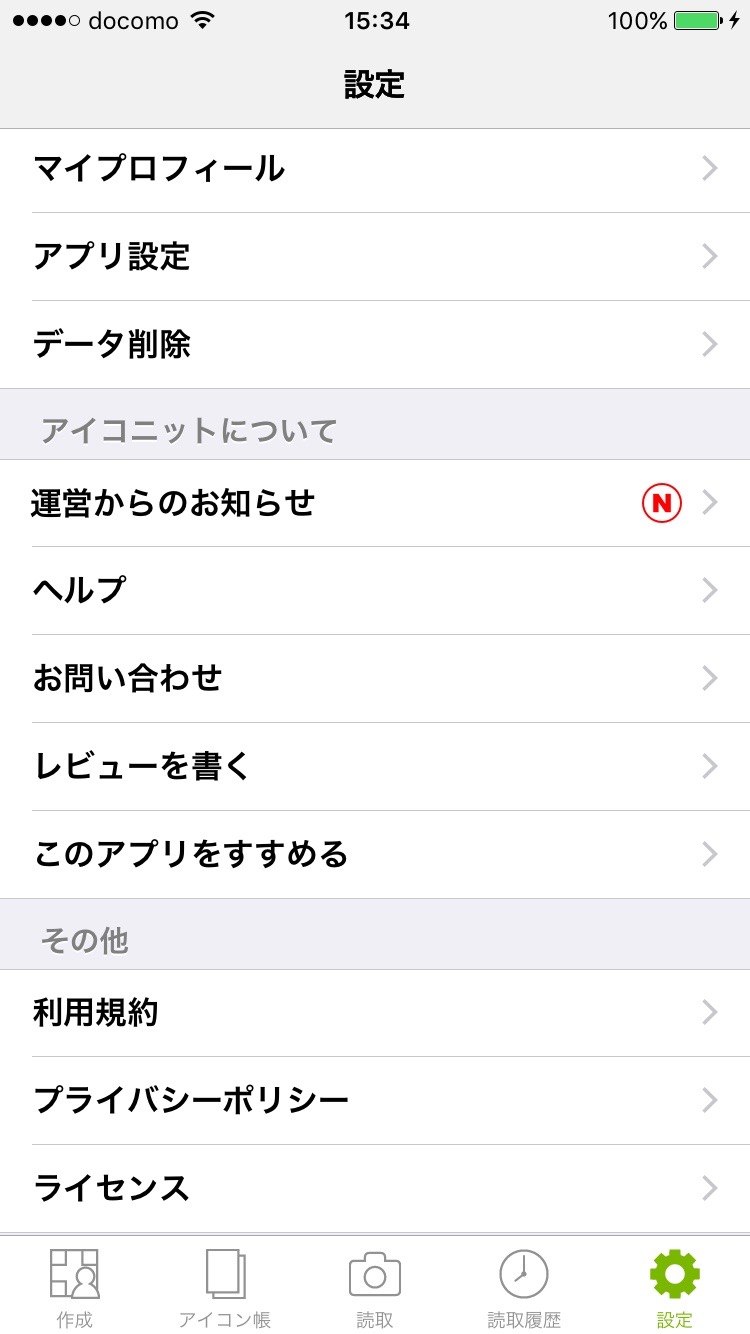 docomo 15:34 100%
設定
マイプロフィール
アプリ設定
データ削除
アイコニットについて
運営からのお知らせ N
ヘルプ
お問い合わせ
レビューを書く
このアプリをすすめる
その他
利用規約
プライバシーポリシー
ライセンス
作成 アイコン帳 読取 読取履歴 設定